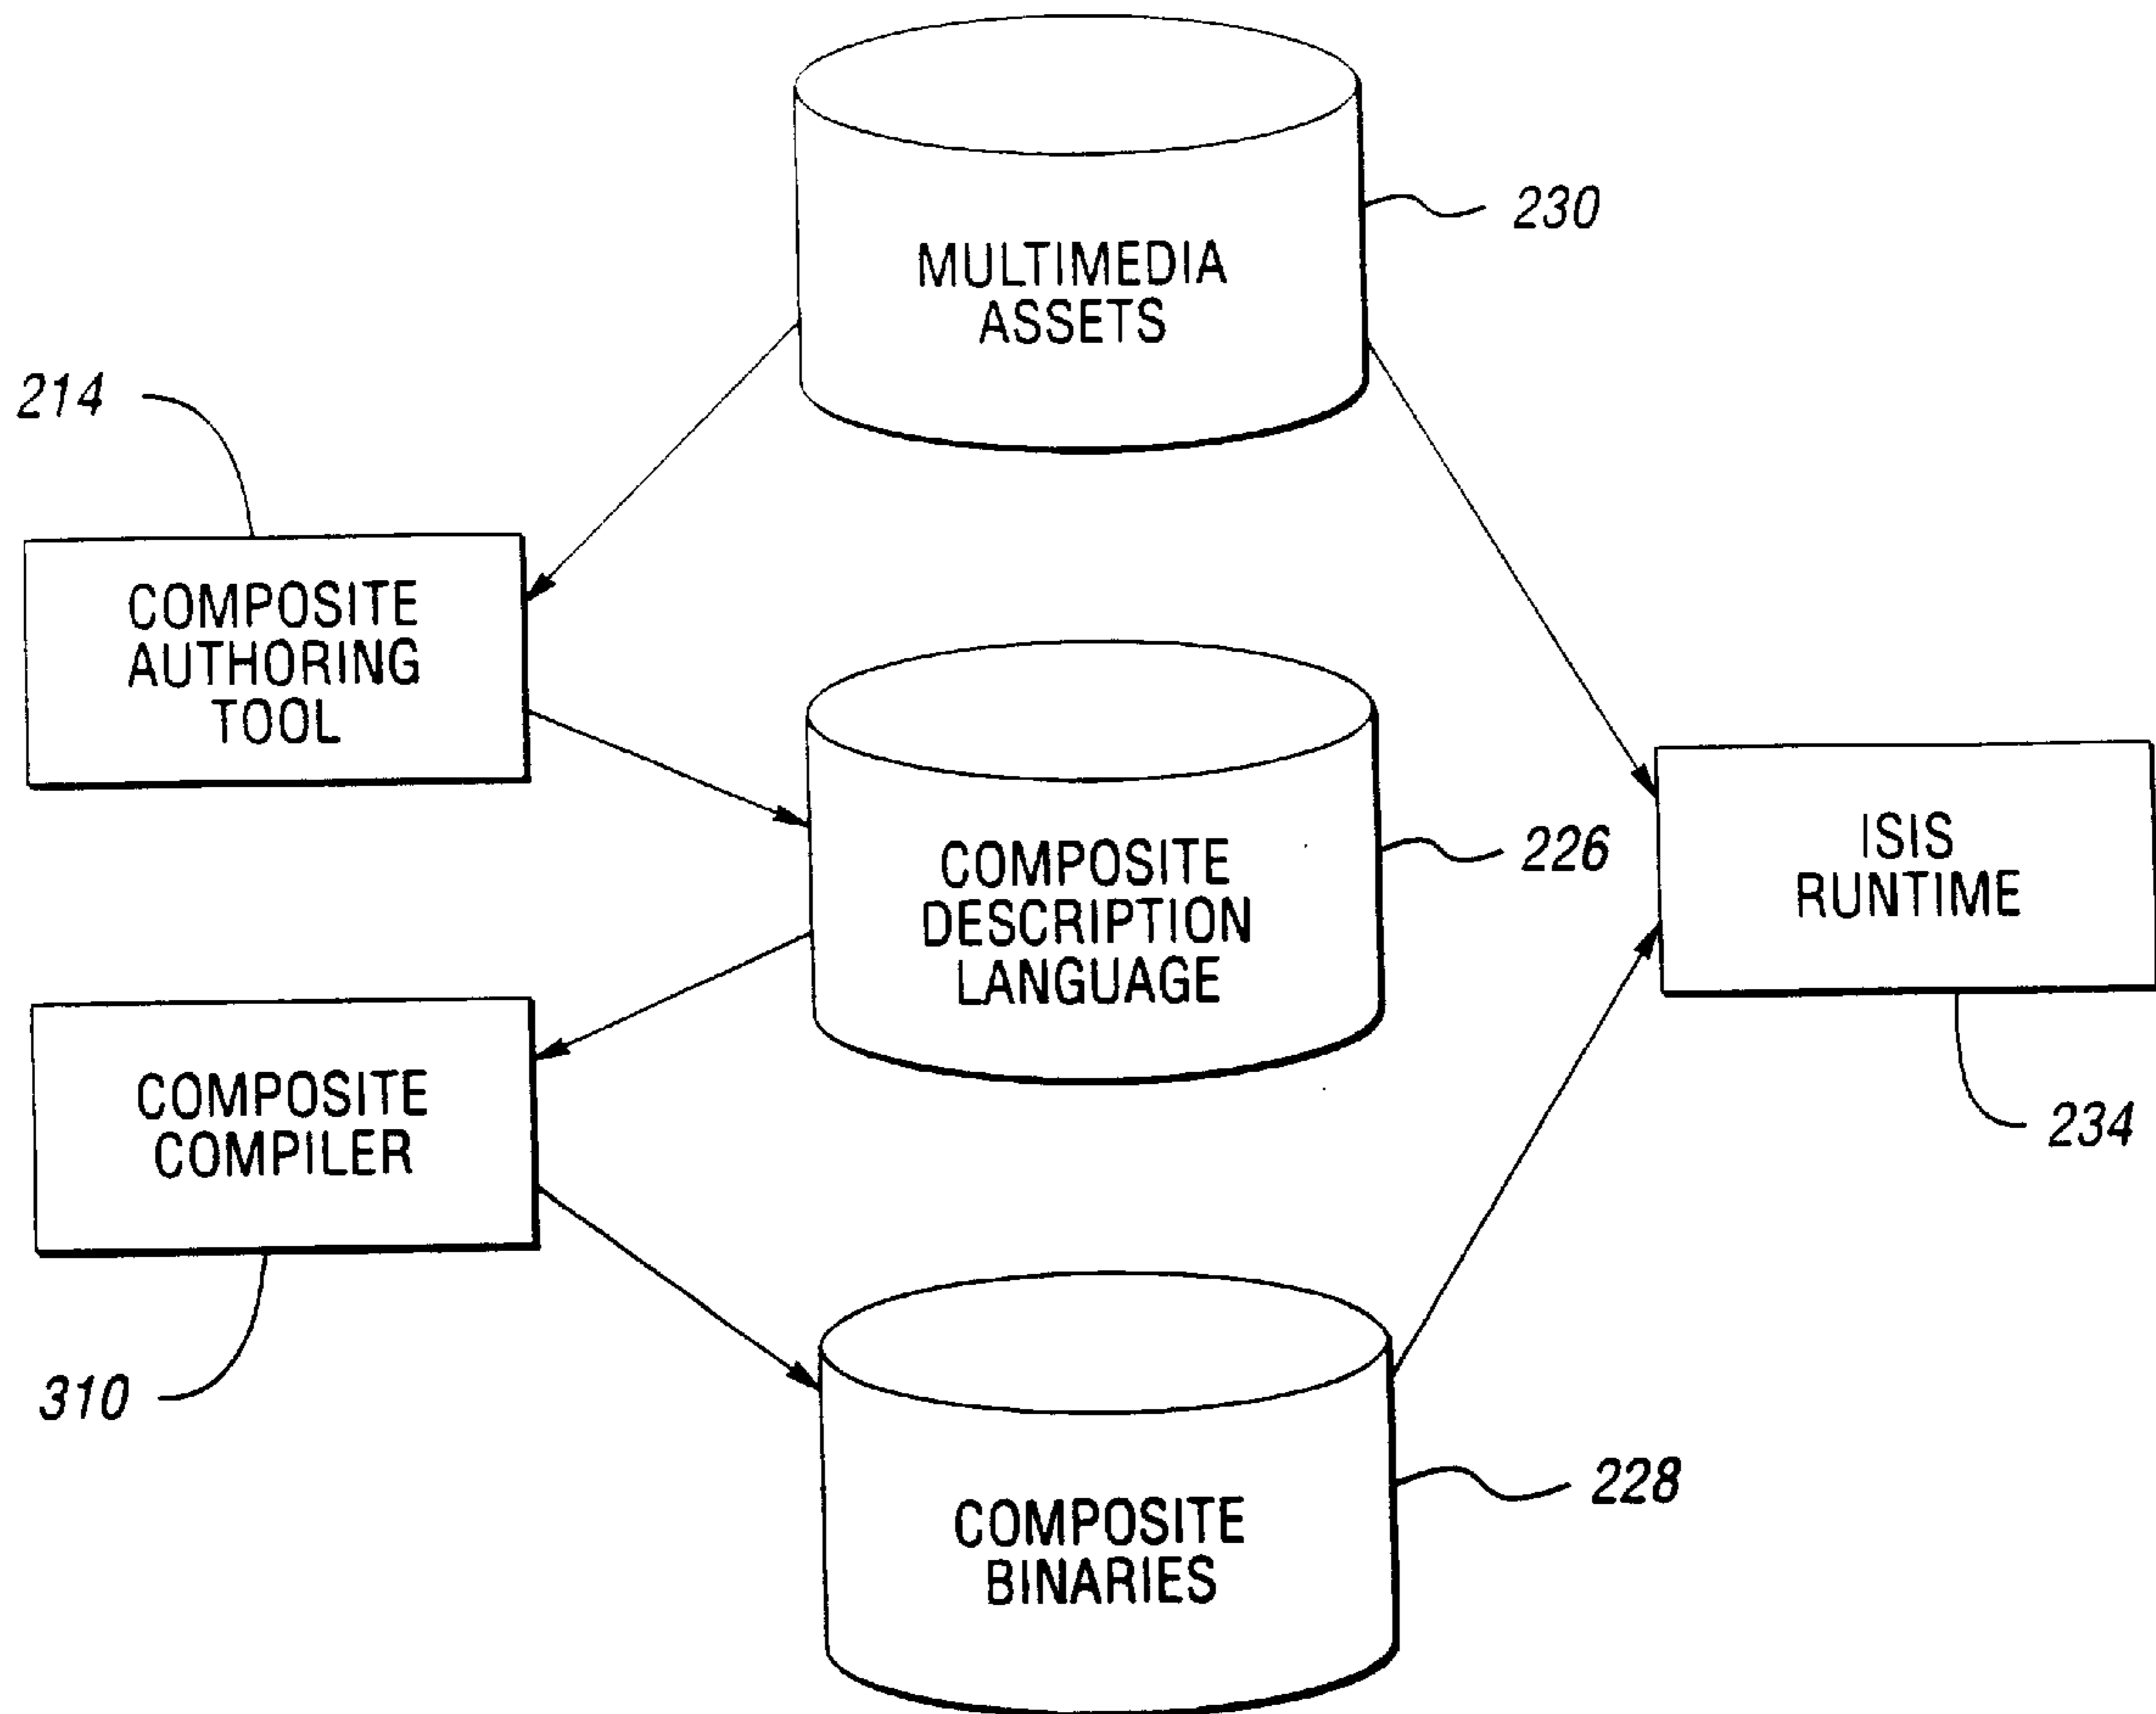 230
MULTIMEDIA
ASSETS
214
COMPOSITE
AUTHORING
TOOL
COMPOSITE
DESCRIPTION
LANGUAGE
226
ISIS
RUNTIME
234
COMPOSITE
COMPILER
310
COMPOSITE
BINARIES
228